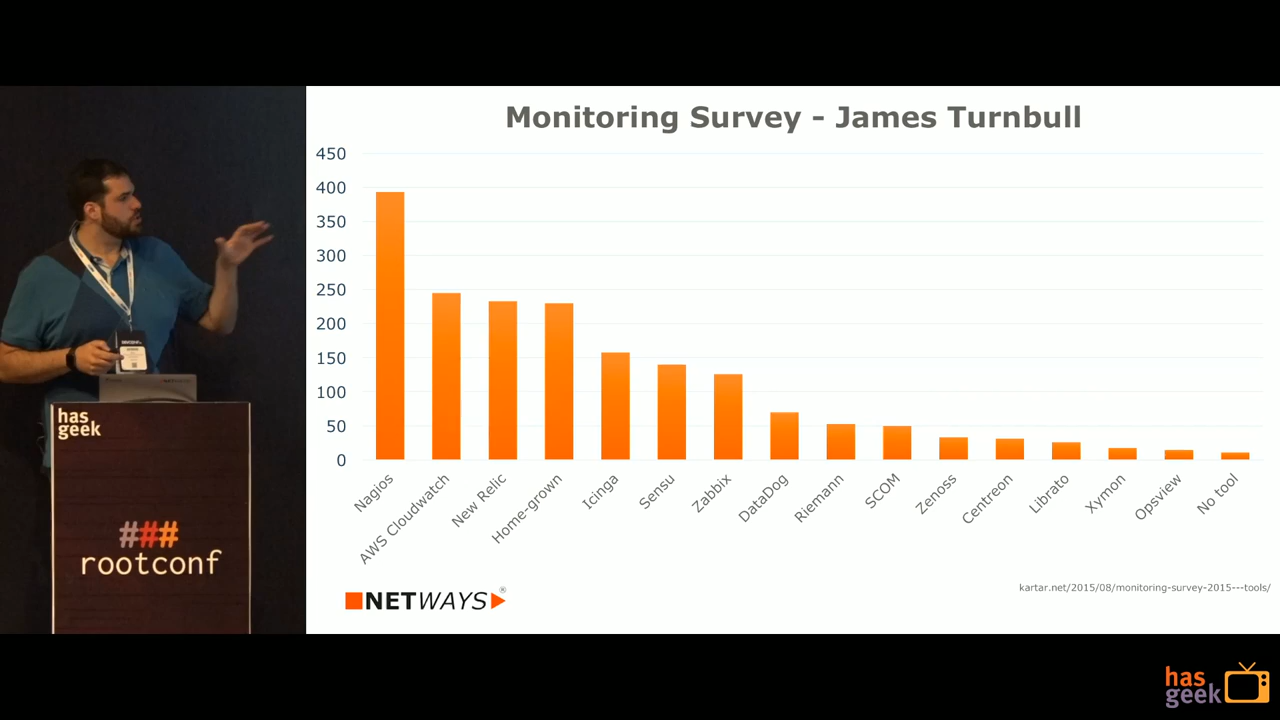 Monitoring Survey - James Turnbull
450
400
350
300
250
200
150
100
50
0
Nagios
AWS Cloudwatch
New Relic
Home-grown
Icinga
Sensu
Zabbix
DataDog
Riemann
SCOM
Zenoss
Centreon
Librato
Xymon
Opsview
No tool
NETWAYS®
kartar.net/2015/08/monitoring-survey-2015---tools/
has
geek
###
rootconf
has
geek